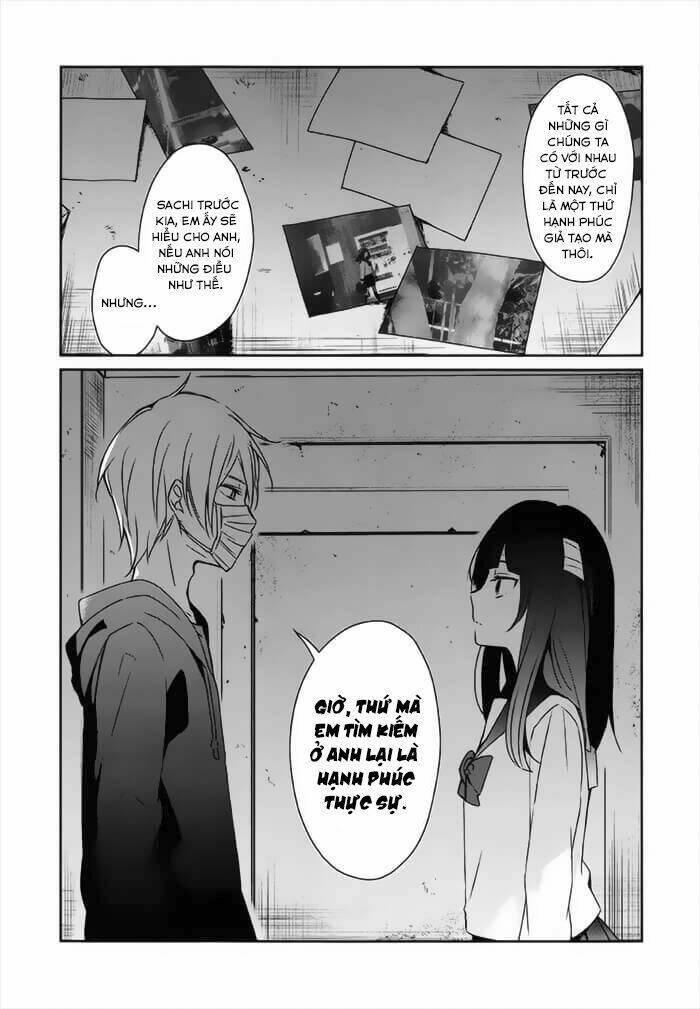 TẤT CẢ
NHỮNG GÌ
CHÚNG TA
CÓ VỚI NHAU
TỪ TRƯỚC
ĐẾN NAY, CHỈ
LÀ MỘT THỨ
HẠNH PHÚC
GIẢ TẠO MÀ
THÔI.
SACHI TRƯỚC
KIA, EM ẤY SẼ
HIỂU CHO ANH,
NẾU ANH NÓI
NHỮNG ĐIỀU
NHƯ THẾ.
NHƯNG...
GIỜ, THỨ MÀ
EM TÌM KIẾM
Ở ANH LẠI LÀ
HẠNH PHÚC
THỰC SỰ.